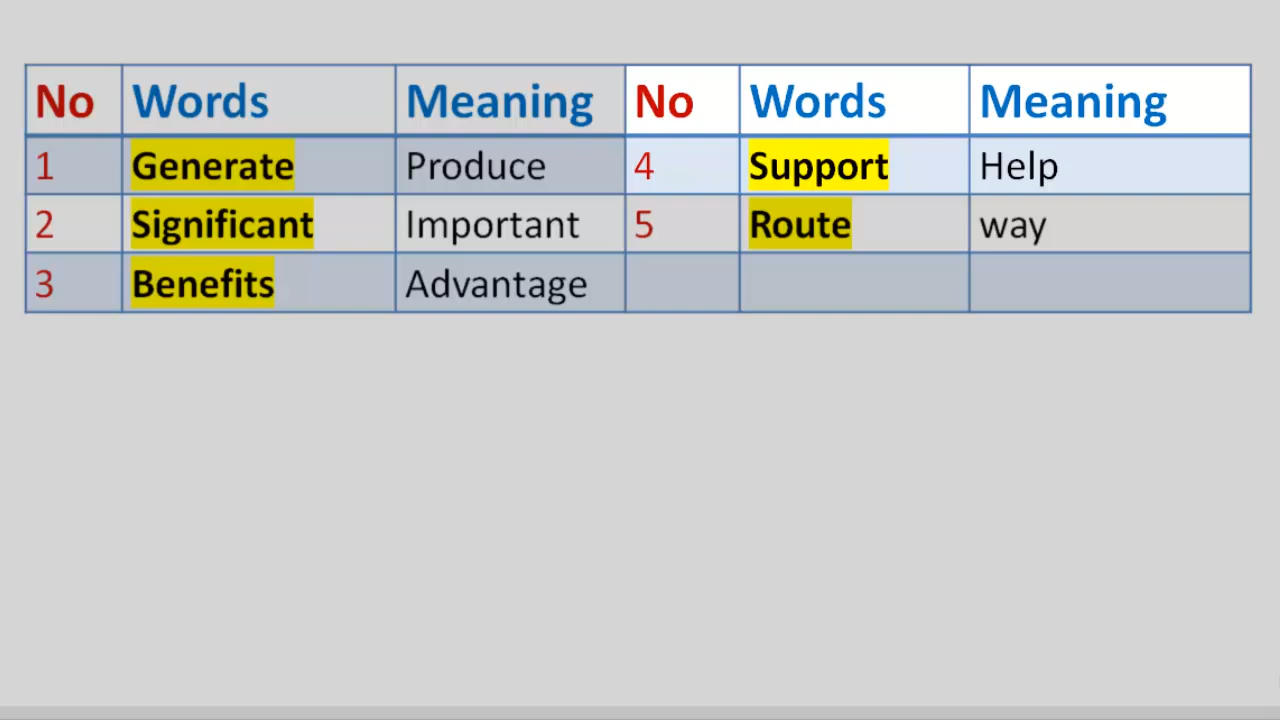 No Words Meaning No Words Meaning
1 Generate Produce 4 Support Help
2 Significant Important 5 Route way
3 Benefits Advantage